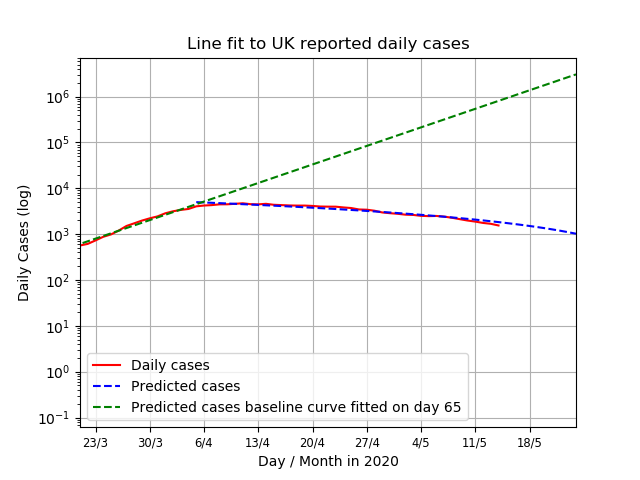 Line fit to UK reported daily cases
Daily Cases (log)
10^6
10^5
10^4
10^3
10^2
10^1
10^0
10^−1
Daily cases
Predicted cases
Predicted cases baseline curve fitted on day 65
23/3 30/3 6/4 13/4 20/4 27/4 4/5 11/5 18/5
Day / Month in 2020